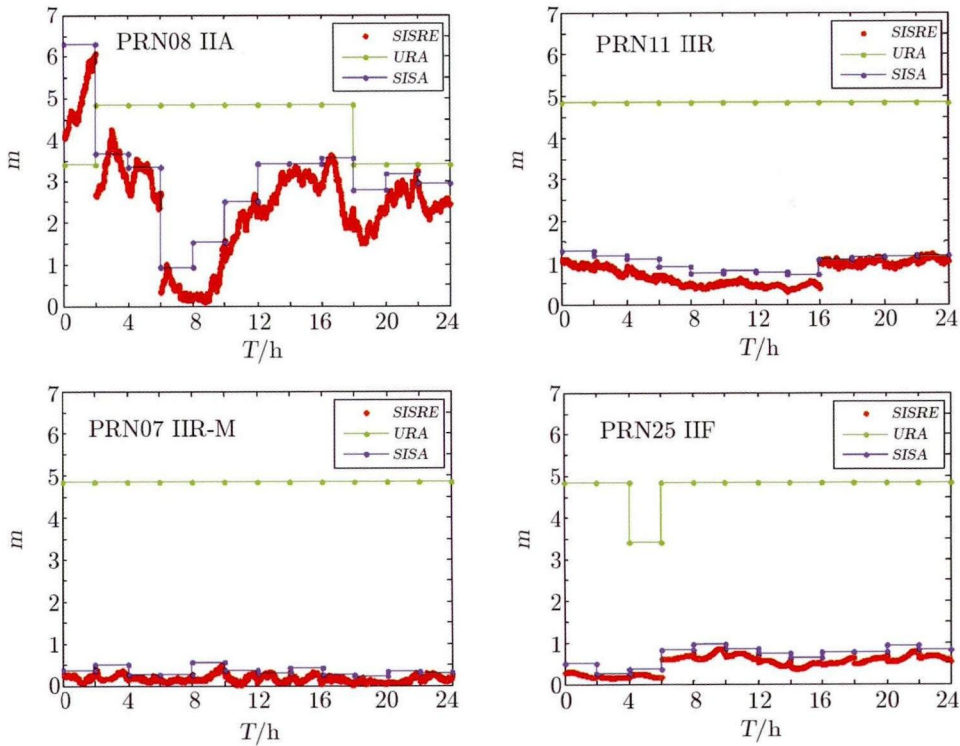 PRN08 IIA
SISRE
URA
SISA
m
7
6
5
4
3
2
1
0
0 4 8 12 16 20 24
T/h
PRN11 IIR
SISRE
URA
SISA
m
7
6
5
4
3
2
1
0
0 4 8 12 16 20 24
T/h
PRN07 IIR-M
SISRE
URA
SISA
m
7
6
5
4
3
2
1
0
0 4 8 12 16 20 24
T/h
PRN25 IIF
SISRE
URA
SISA
m
7
6
5
4
3
2
1
0
0 4 8 12 16 20 24
T/h